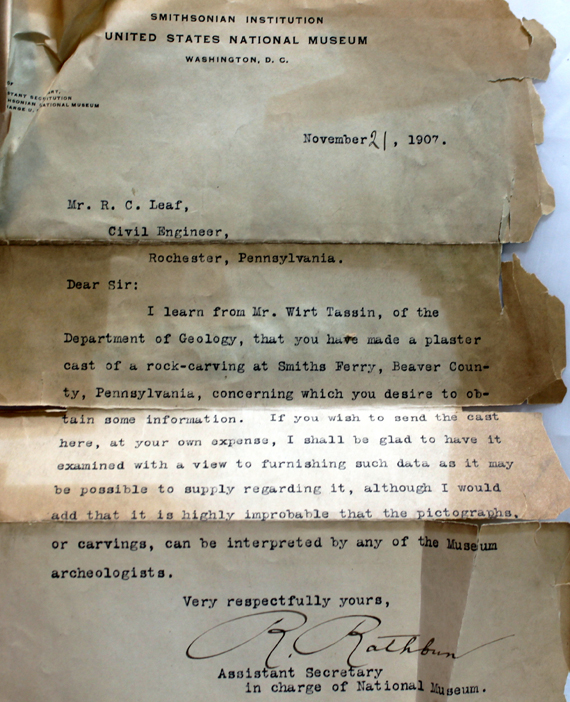 SMITHSONIAN INSTITUTION
UNITED STATES NATIONAL MUSEUM
WASHINGTON, D. C.
HSONIAN INSTITUTION
NATIONAL MUSEUM
November 21, 1907.
Mr. R. C. Leaf,
Civil Engineer,
Rochester, Pennsylvania.
Dear Sir:
I learn from Mr. Wirt Tassin, of the
Department of Geology, that you have made a plaster
cast of a rock-carving at Smiths Ferry, Beaver Coun-
ty, Pennsylvania, concerning which you desire to ob-
tain some information. If you wish to send the cast
here, at your own expense, I shall be glad to have it
examined with a view to furnishing such data as it may
be possible to supply regarding it, although I would
add that it is highly improbable that the pictographs,
or carvings, can be interpreted by any of the Museum
archeologists.
Very respectfully yours,
R. Rathbun
Assistant Secretary
in charge of National Museum.